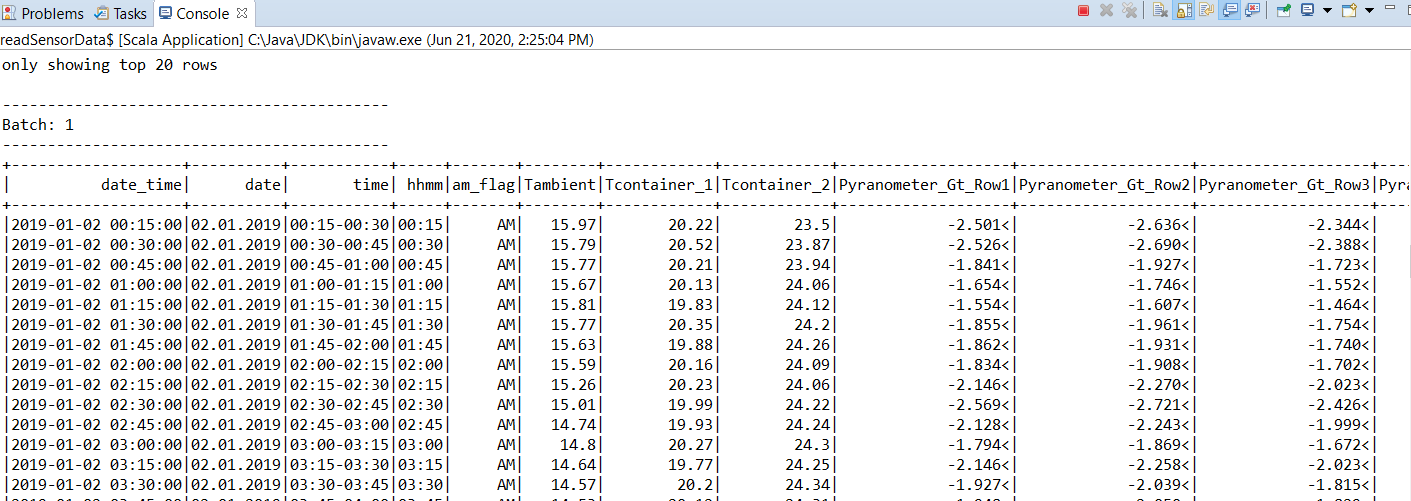 Problems Tasks Console
readSensorData$ [Scala Application] C:\Java\JDK\bin\javaw.exe (Jun 21, 2020, 2:25:04 PM)
only showing top 20 rows
-------------------------------------------
Batch: 1
-------------------------------------------
+-------------------+----------+-----------+-----+-------+--------+------------+------------+-------------------+-------------------+-------------------+----
|          date_time|      date|       time| hhmm|am_flag|Tambient|Tcontainer_1|Tcontainer_2|Pyranometer_Gt_Row1|Pyranometer_Gt_Row2|Pyranometer_Gt_Row3|Pyr
+-------------------+----------+-----------+-----+-------+--------+------------+------------+-------------------+-------------------+-------------------+----
|2019-01-02 00:15:00|02.01.2019|00:15-00:30|00:15|     AM|   15.97|       20.22|        23.5|            -2.501<|            -2.636<|            -2.344<|
|2019-01-02 00:30:00|02.01.2019|00:30-00:45|00:30|     AM|   15.79|       20.52|       23.87|            -2.526<|            -2.690<|            -2.388<|
|2019-01-02 00:45:00|02.01.2019|00:45-01:00|00:45|     AM|   15.77|       20.21|       23.94|            -1.841<|            -1.927<|            -1.723<|
|2019-01-02 01:00:00|02.01.2019|01:00-01:15|01:00|     AM|   15.67|       20.13|       24.06|            -1.654<|            -1.746<|            -1.552<|
|2019-01-02 01:15:00|02.01.2019|01:15-01:30|01:15|     AM|   15.81|       19.83|       24.12|            -1.554<|            -1.607<|            -1.464<|
|2019-01-02 01:30:00|02.01.2019|01:30-01:45|01:30|     AM|   15.77|       20.35|        24.2|            -1.855<|            -1.961<|            -1.754<|
|2019-01-02 01:45:00|02.01.2019|01:45-02:00|01:45|     AM|   15.63|       19.88|       24.26|            -1.862<|            -1.931<|            -1.740<|
|2019-01-02 02:00:00|02.01.2019|02:00-02:15|02:00|     AM|   15.59|       20.16|       24.09|            -1.834<|            -1.908<|            -1.702<|
|2019-01-02 02:15:00|02.01.2019|02:15-02:30|02:15|     AM|   15.26|       20.23|       24.06|            -2.146<|            -2.270<|            -2.023<|
|2019-01-02 02:30:00|02.01.2019|02:30-02:45|02:30|     AM|   15.01|       19.99|       24.22|            -2.569<|            -2.721<|            -2.426<|
|2019-01-02 02:45:00|02.01.2019|02:45-03:00|02:45|     AM|   14.74|       19.93|       24.24|            -2.128<|            -2.243<|            -1.999<|
|2019-01-02 03:00:00|02.01.2019|03:00-03:15|03:00|     AM|    14.8|       20.27|        24.3|            -1.794<|            -1.869<|            -1.672<|
|2019-01-02 03:15:00|02.01.2019|03:15-03:30|03:15|     AM|   14.64|       19.77|       24.25|            -2.146<|            -2.258<|            -2.023<|
|2019-01-02 03:30:00|02.01.2019|03:30-03:45|03:30|     AM|   14.57|        20.2|       24.34|            -1.927<|            -2.039<|            -1.815<|